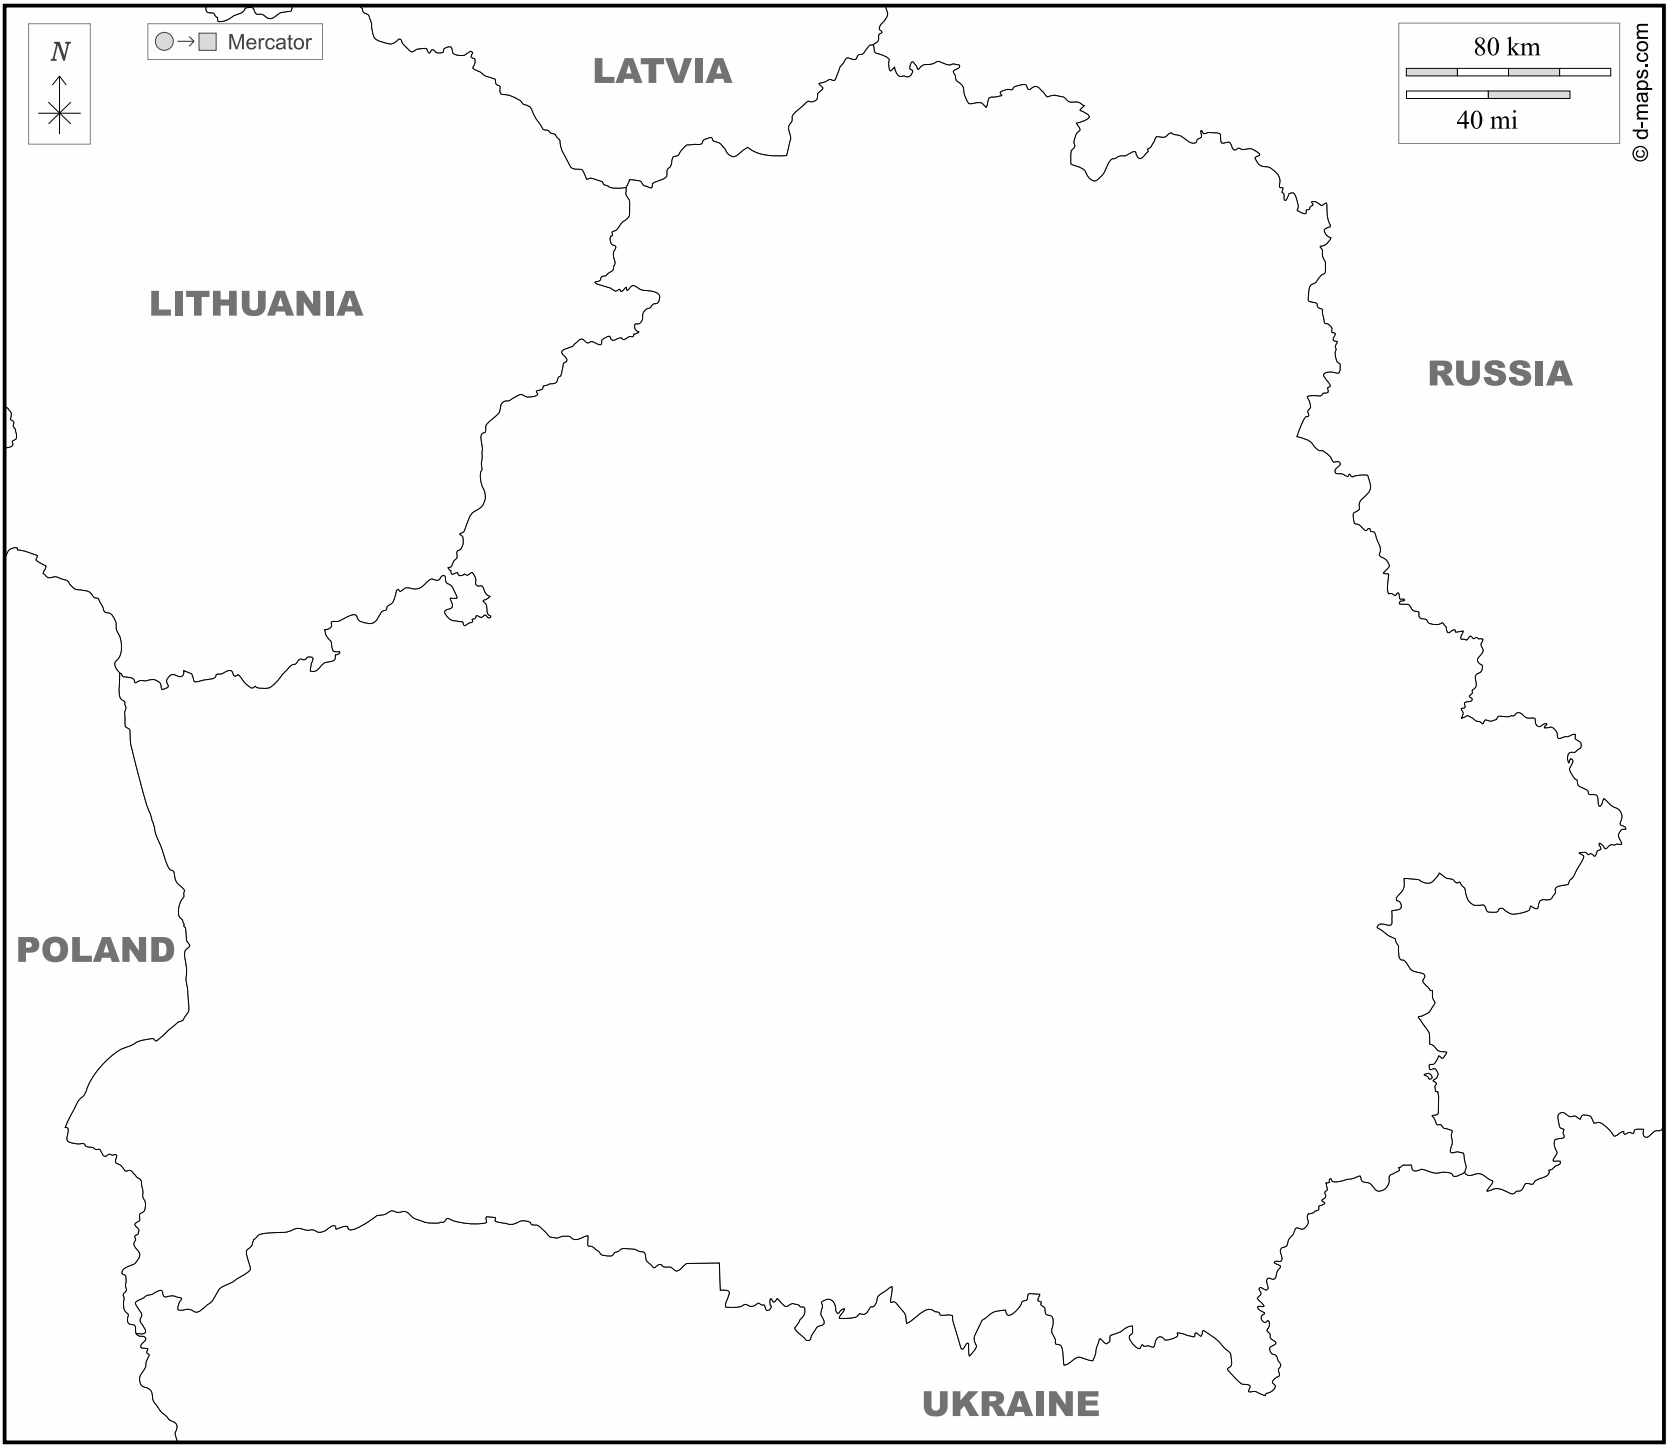 N
Mercator
LATVIA
80 km
40 mi
© d-maps.com
LITHUANIA
RUSSIA
POLAND
UKRAINE